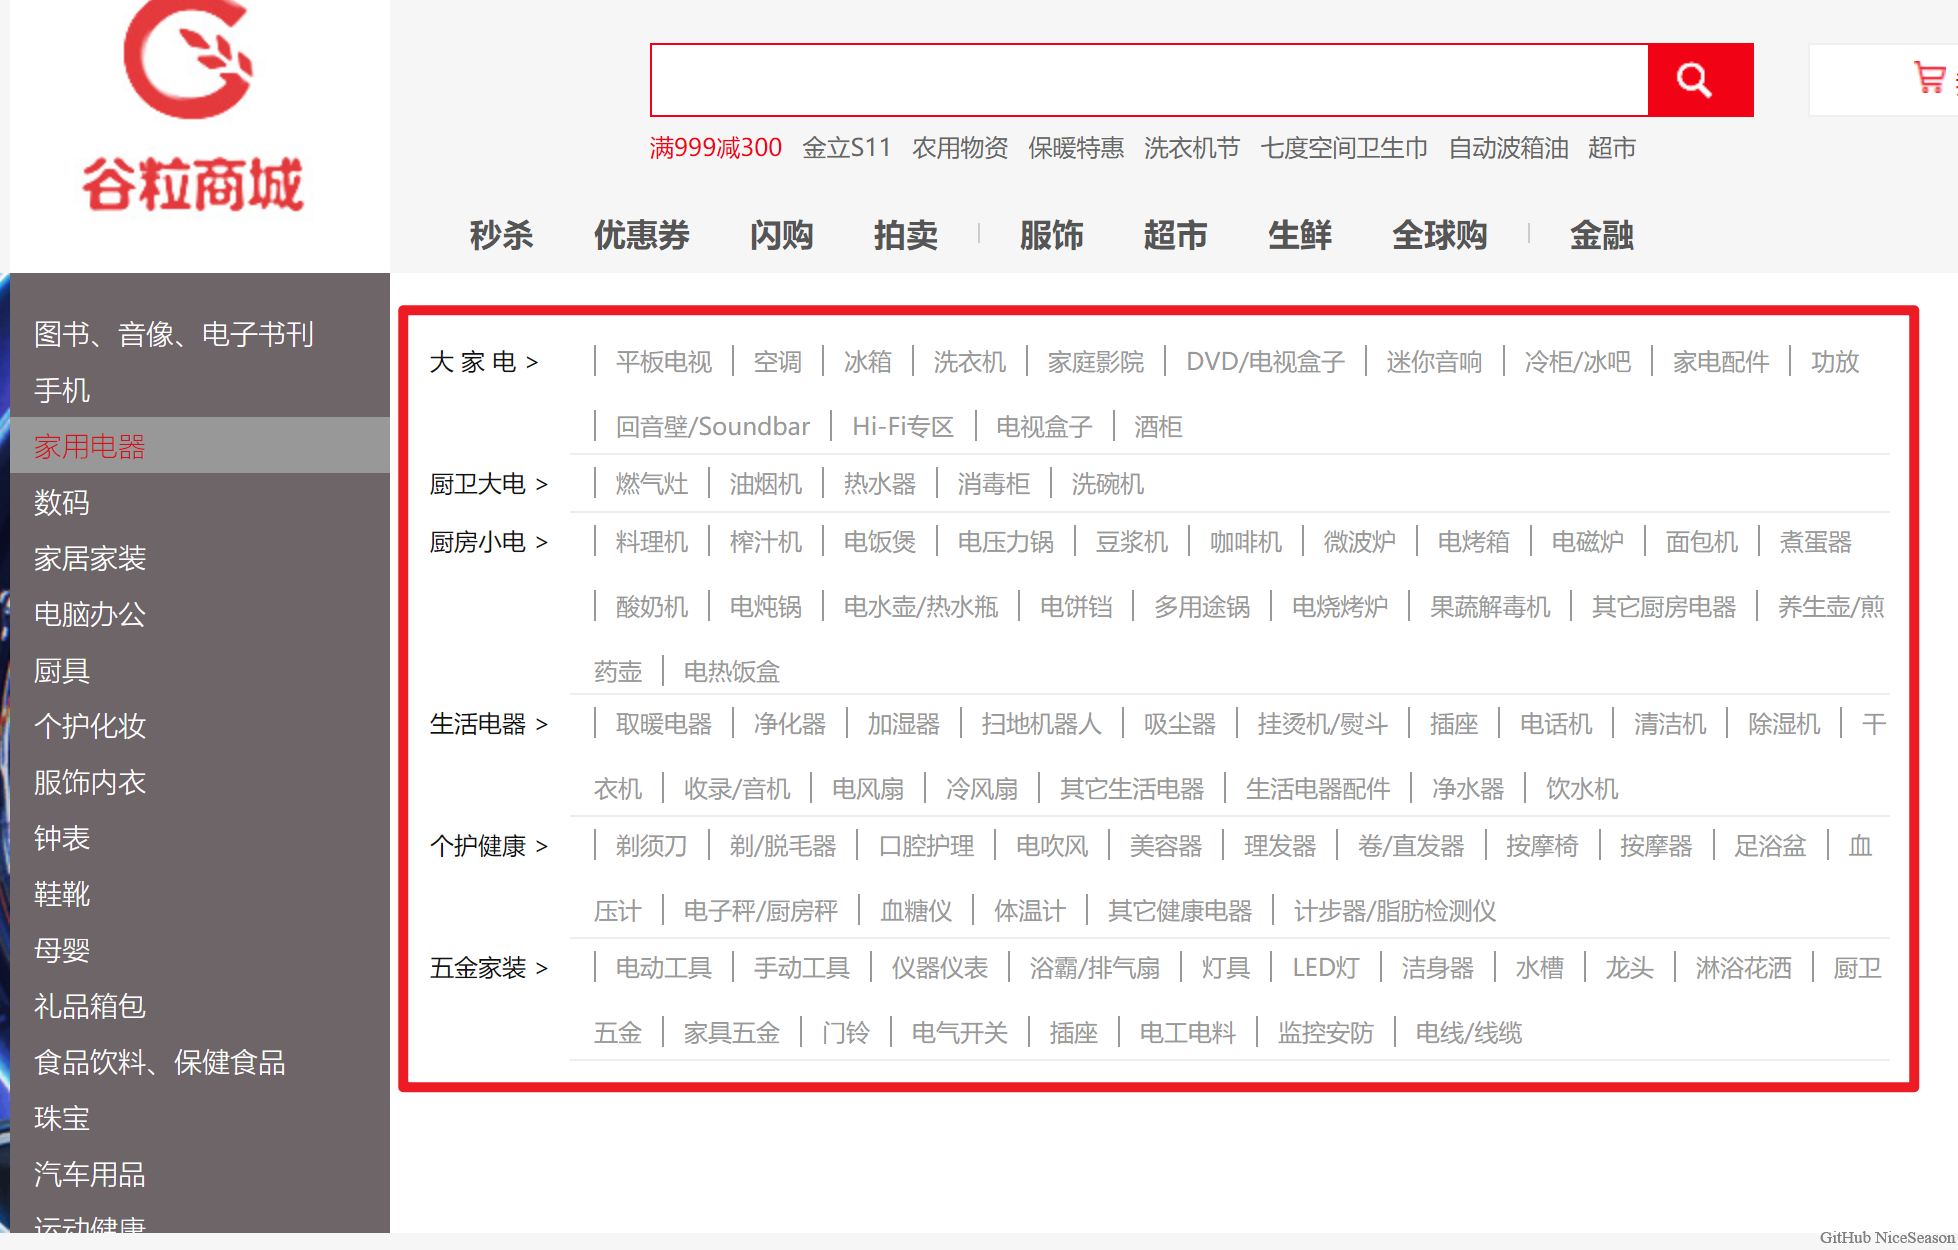 谷粒商城
满999减300 金立S11 农用物资 保暖特惠 洗衣机节 七度空间卫生巾 自动波箱油 超市
秒杀 优惠券 闪购 拍卖 | 服饰 超市 生鲜 全球购 | 金融
图书、音像、电子书刊
手机
家用电器
数码
家居家装
电脑办公
厨具
个护化妆
服饰内衣
钟表
鞋靴
母婴
礼品箱包
食品饮料、保健食品
珠宝
汽车用品
运动健康
大 家 电 > | 平板电视 | 空调 | 冰箱 | 洗衣机 | 家庭影院 | DVD/电视盒子 | 迷你音响 | 冷柜/冰吧 | 家电配件 | 功放
| 回音壁/Soundbar | Hi-Fi专区 | 电视盒子 | 酒柜
厨卫大电 > | 燃气灶 | 油烟机 | 热水器 | 消毒柜 | 洗碗机
厨房小电 > | 料理机 | 榨汁机 | 电饭煲 | 电压力锅 | 豆浆机 | 咖啡机 | 微波炉 | 电烤箱 | 电磁炉 | 面包机 | 煮蛋器
| 酸奶机 | 电炖锅 | 电水壶/热水瓶 | 电饼铛 | 多用途锅 | 电烧烤炉 | 果蔬解毒机 | 其它厨房电器 | 养生壶/煎
药壶 | 电热饭盒
生活电器 > | 取暖电器 | 净化器 | 加湿器 | 扫地机器人 | 吸尘器 | 挂烫机/熨斗 | 插座 | 电话机 | 清洁机 | 除湿机 | 干
衣机 | 收录/音机 | 电风扇 | 冷风扇 | 其它生活电器 | 生活电器配件 | 净水器 | 饮水机
个护健康 > | 剃须刀 | 剃/脱毛器 | 口腔护理 | 电吹风 | 美容器 | 理发器 | 卷/直发器 | 按摩椅 | 按摩器 | 足浴盆 | 血
压计 | 电子秤/厨房秤 | 血糖仪 | 体温计 | 其它健康电器 | 计步器/脂肪检测仪
五金家装 > | 电动工具 | 手动工具 | 仪器仪表 | 浴霸/排气扇 | 灯具 | LED灯 | 洁身器 | 水槽 | 龙头 | 淋浴花洒 | 厨卫
五金 | 家具五金 | 门铃 | 电气开关 | 插座 | 电工电料 | 监控安防 | 电线/线缆
GitHub NiceSeason